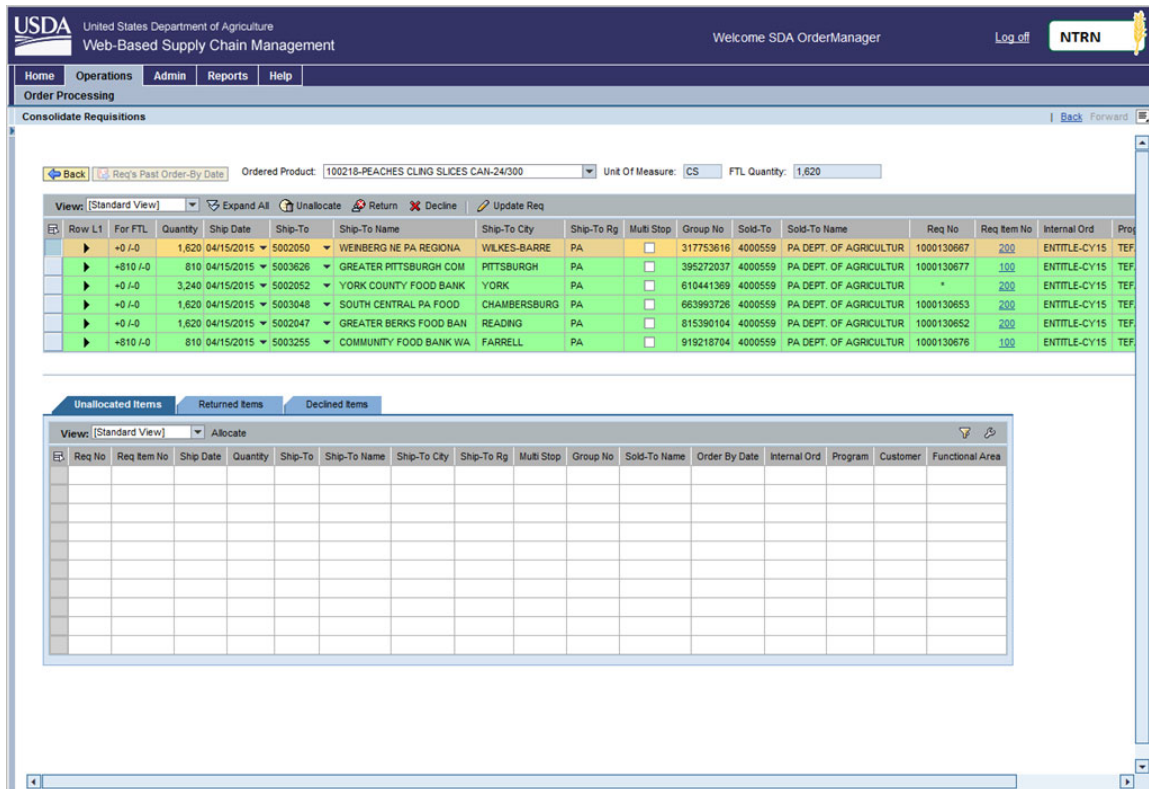 USDA United States Department of Agriculture
Web-Based Supply Chain Management
Welcome SDA OrderManager Log off NTRN
Home Operations Admin Reports Help
Order Processing
Consolidate Requisitions | Back Forward
Back Req's Past Order-By Date Ordered Product: 100218-PEACHES CLING SLICES CAN-24/300 Unit Of Measure: CS FTL Quantity: 1,620
View: [Standard View] Expand All Unallocate Return Decline Update Req
Row L1 For FTL Quantity Ship Date Ship-To Ship-To Name Ship-To City Ship-To Rg Multi Stop Group No Sold-To Sold-To Name Req No Req Item No Internal Ord Prog
+0 /-0 1,620 04/15/2015 5002050 WEINBERG NE PA REGIONA WILKES-BARRE PA 317753616 4000559 PA DEPT. OF AGRICULTUR 1000130667 200 ENTITLE-CY15 TEF.
+810 /-0 810 04/15/2015 5003626 GREATER PITTSBURGH COM PITTSBURGH PA 395272037 4000559 PA DEPT. OF AGRICULTUR 1000130677 100 ENTITLE-CY15 TEF.
+0 /-0 3,240 04/15/2015 5002052 YORK COUNTY FOOD BANK YORK PA 610441369 4000559 PA DEPT. OF AGRICULTUR * 200 ENTITLE-CY15 TEF.
+0 /-0 1,620 04/15/2015 5003048 SOUTH CENTRAL PA FOOD CHAMBERSBURG PA 663993726 4000559 PA DEPT. OF AGRICULTUR 1000130653 200 ENTITLE-CY15 TEF.
+0 /-0 1,620 04/15/2015 5002047 GREATER BERKS FOOD BAN READING PA 815390104 4000559 PA DEPT. OF AGRICULTUR 1000130652 200 ENTITLE-CY15 TEF.
+810 /-0 810 04/15/2015 5003255 COMMUNITY FOOD BANK WA FARRELL PA 919218704 4000559 PA DEPT. OF AGRICULTUR 1000130676 100 ENTITLE-CY15 TEF.
Unallocated Items Returned Items Declined Items
View: [Standard View] Allocate
Req No Req Item No Ship Date Quantity Ship-To Ship-To Name Ship-To City Ship-To Rg Multi Stop Group No Sold-To Name Order By Date Internal Ord Program Customer Functional Area